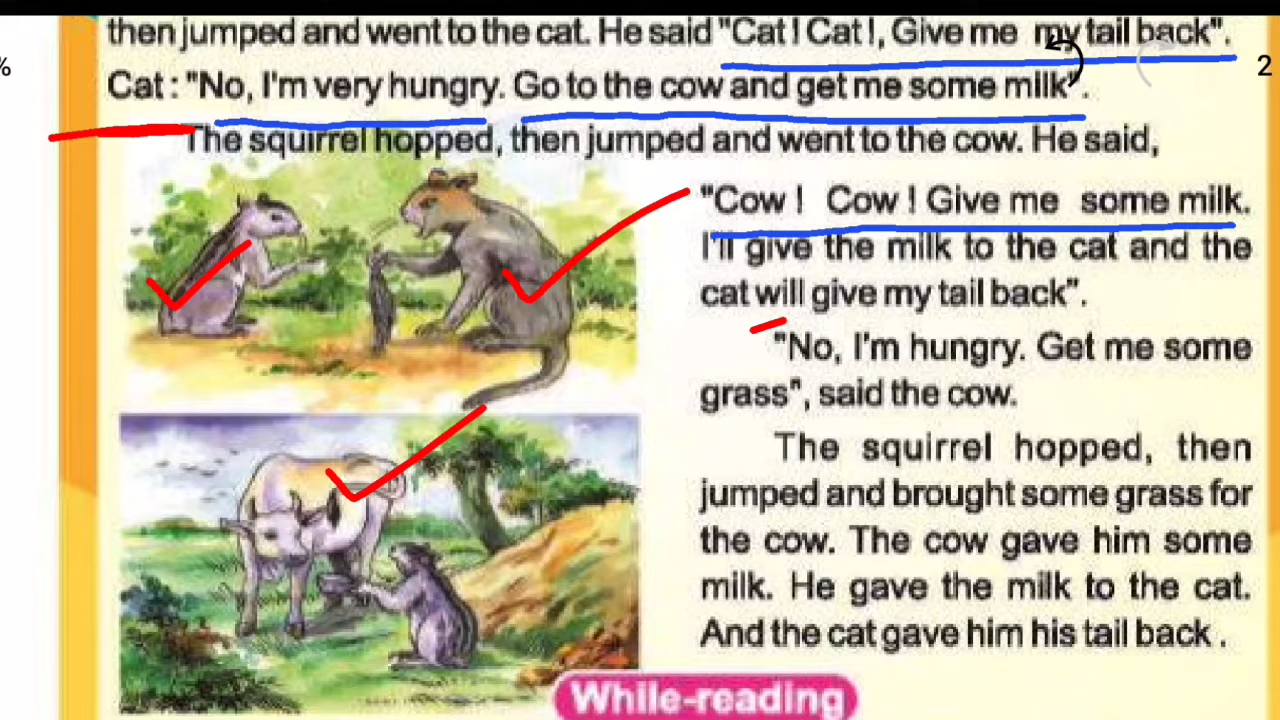 then jumped and went to the cat. He said "Cat ! Cat !, Give me my tail back".
Cat : "No, I'm very hungry. Go to the cow and get me some milk".
The squirrel hopped, then jumped and went to the cow. He said,
"Cow ! Cow ! Give me some milk.
I'll give the milk to the cat and the
cat will give my tail back".
"No, I'm hungry. Get me some
grass", said the cow.
The squirrel hopped, then
jumped and brought some grass for
the cow. The cow gave him some
milk. He gave the milk to the cat.
And the cat gave him his tail back .
While-reading
%
2